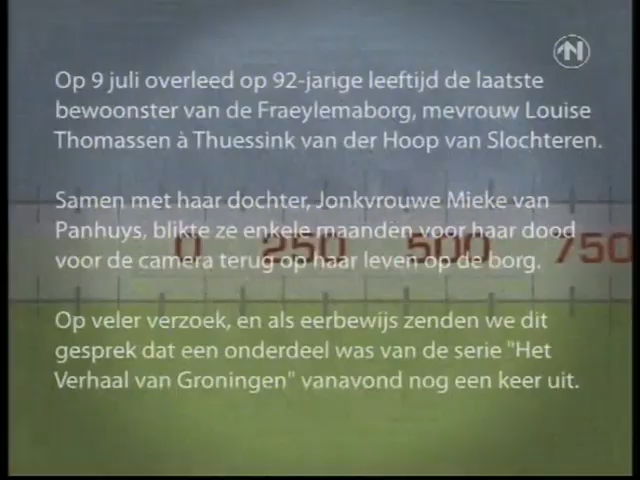 Op 9 juli overleed op 92-jarige leeftijd de laatste
bewoonster van de Fraeylemaborg, mevrouw Louise
Thomassen à Thuessink van der Hoop van Slochteren.
Samen met haar dochter, Jonkvrouwe Mieke van
Panhuys, blikte ze enkele maanden voor haar dood
0 250 500 750
voor de camera terug op haar leven op de borg.
Op veler verzoek, en als eerbewijs zenden we dit
gesprek dat een onderdeel was van de serie "Het
Verhaal van Groningen" vanavond nog een keer uit.